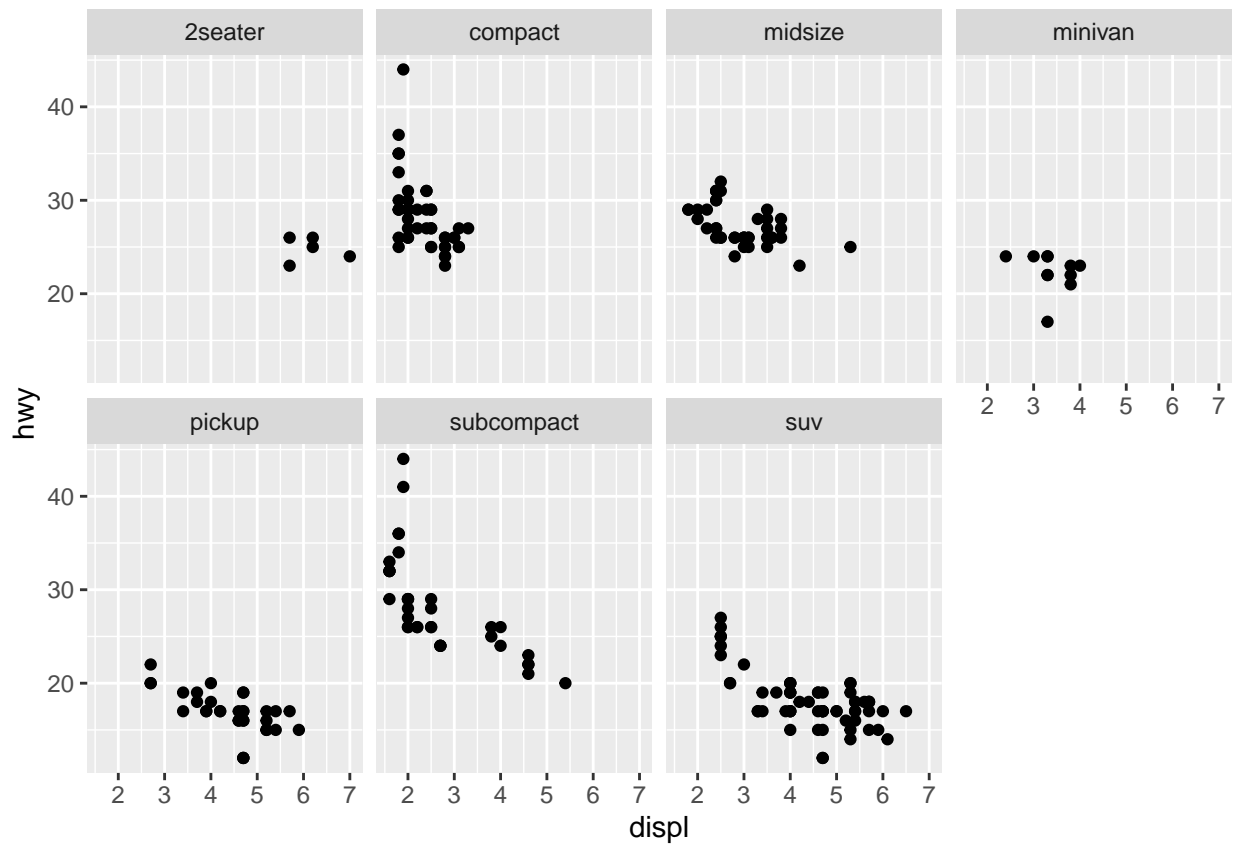 2seater compact midsize minivan
40
30
20
2 3 4 5 6 7
hwy
pickup subcompact suv
40
30
20
2 3 4 5 6 7 2 3 4 5 6 7 2 3 4 5 6 7
displ